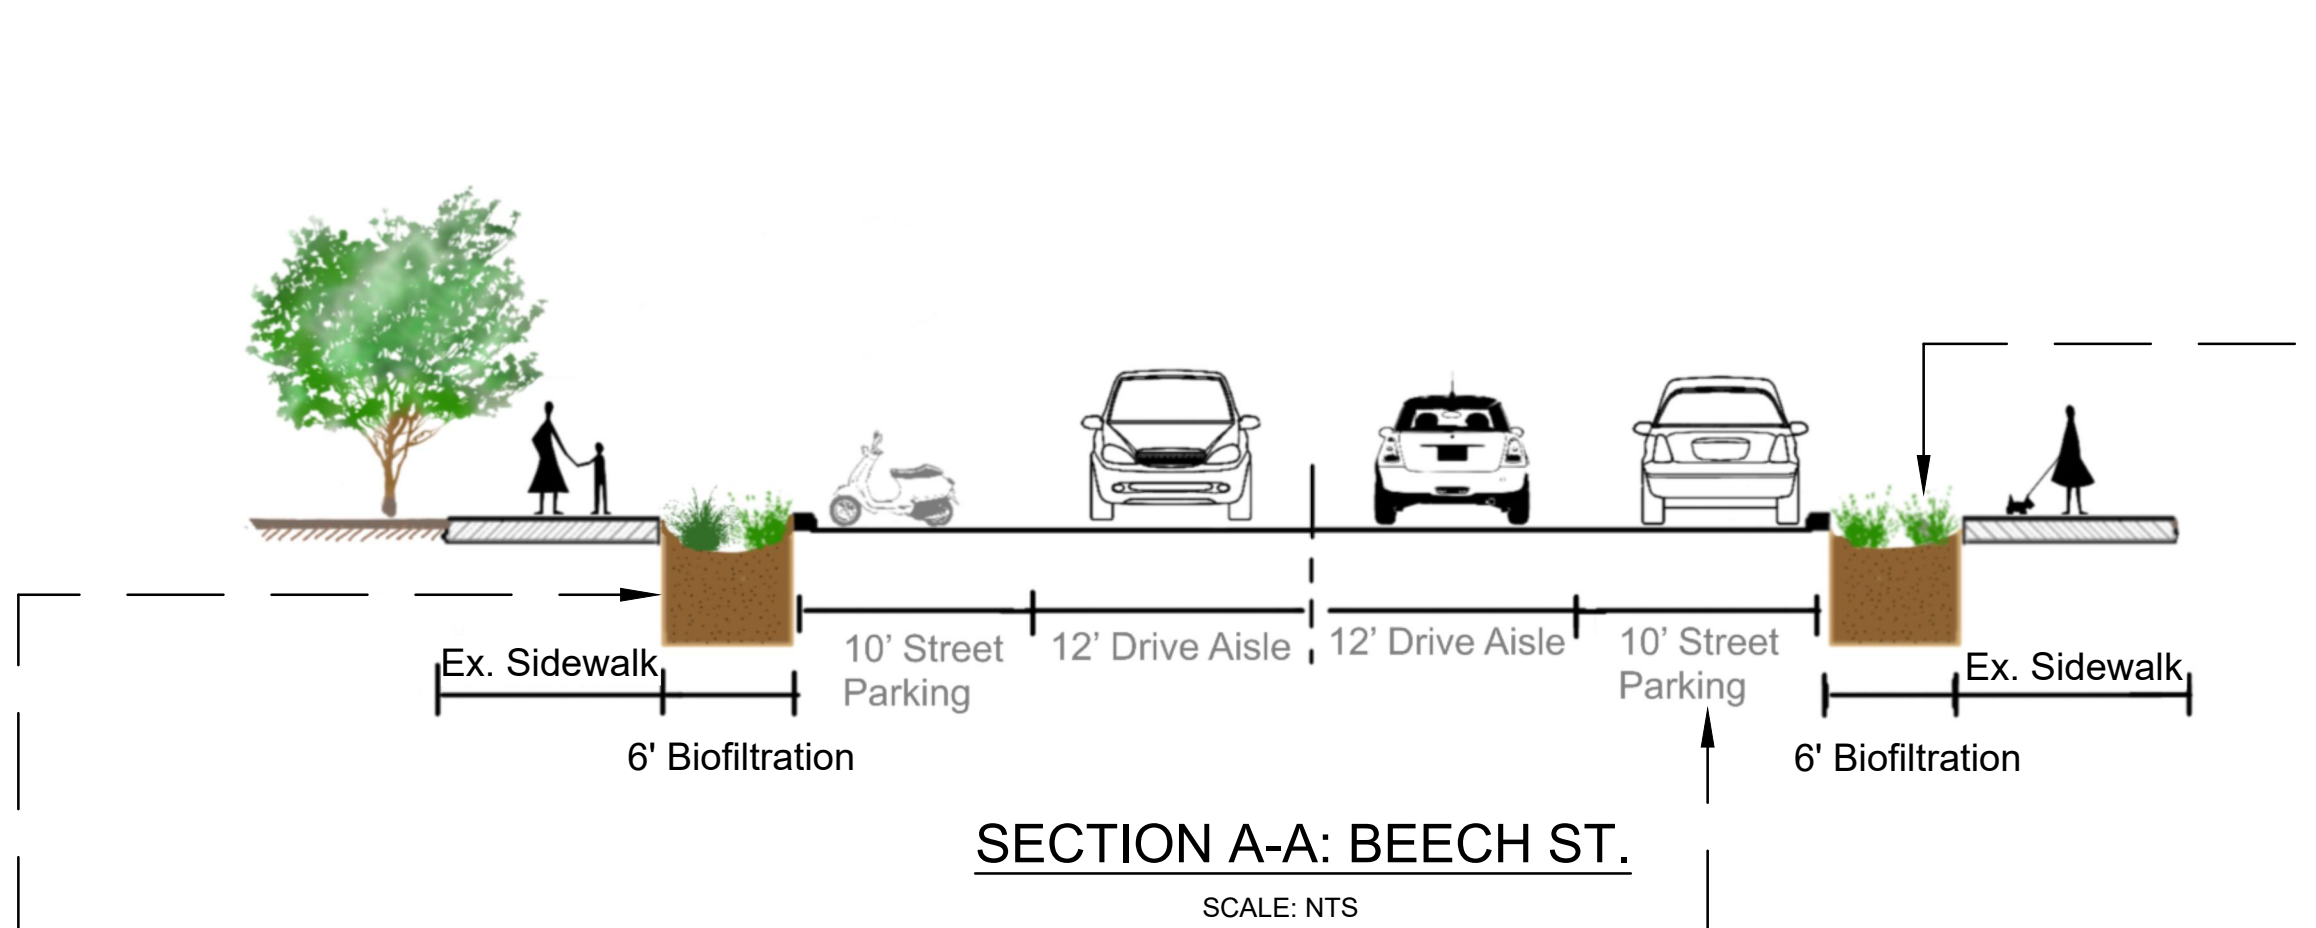 10’ Street
Parking
12’ Drive Aisle
12’ Drive Aisle
10’ Street
Parking
Ex. Sidewalk
Ex. Sidewalk
6' Biofiltration
6' Biofiltration
SECTION A-A: BEECH ST.
SCALE: NTS